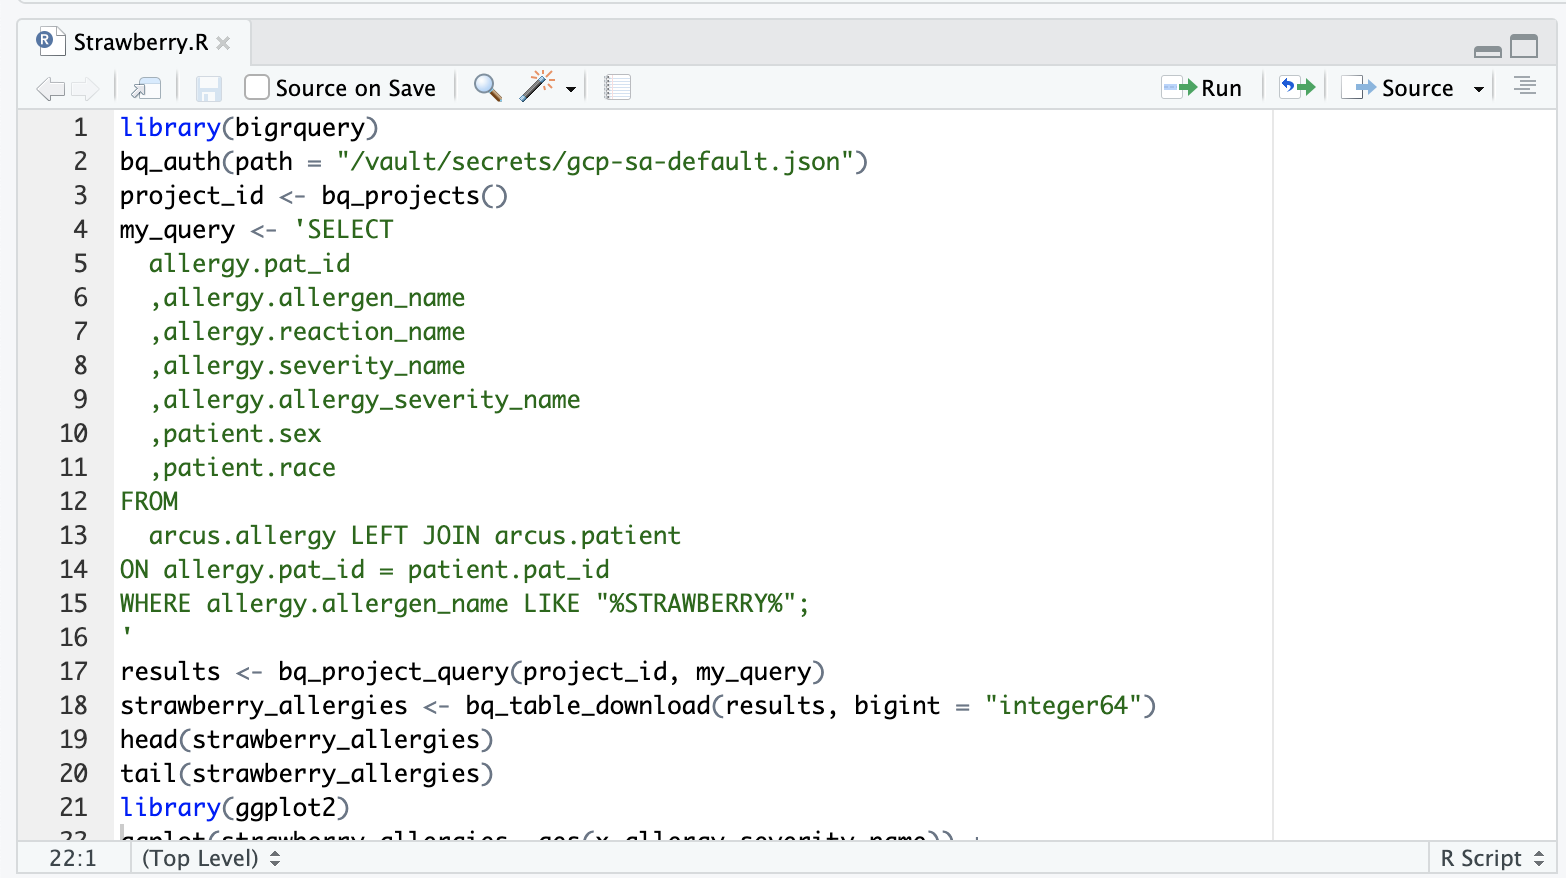 Strawberry.R
Source on Save
Run
Source
1 library(bigrquery)
2 bq_auth(path = "/vault/secrets/gcp-sa-default.json")
3 project_id <- bq_projects()
4 my_query <- 'SELECT
5   allergy.pat_id
6   ,allergy.allergen_name
7   ,allergy.reaction_name
8   ,allergy.severity_name
9   ,allergy.allergy_severity_name
10   ,patient.sex
11   ,patient.race
12 FROM
13   arcus.allergy LEFT JOIN arcus.patient
14 ON allergy.pat_id = patient.pat_id
15 WHERE allergy.allergen_name LIKE "%STRAWBERRY%";
16 '
17 results <- bq_project_query(project_id, my_query)
18 strawberry_allergies <- bq_table_download(results, bigint = "integer64")
19 head(strawberry_allergies)
20 tail(strawberry_allergies)
21 library(ggplot2)
22 ggplot(strawberry_allergies, aes(x=allergy_severity_name)) +
22:1 (Top Level)
R Script